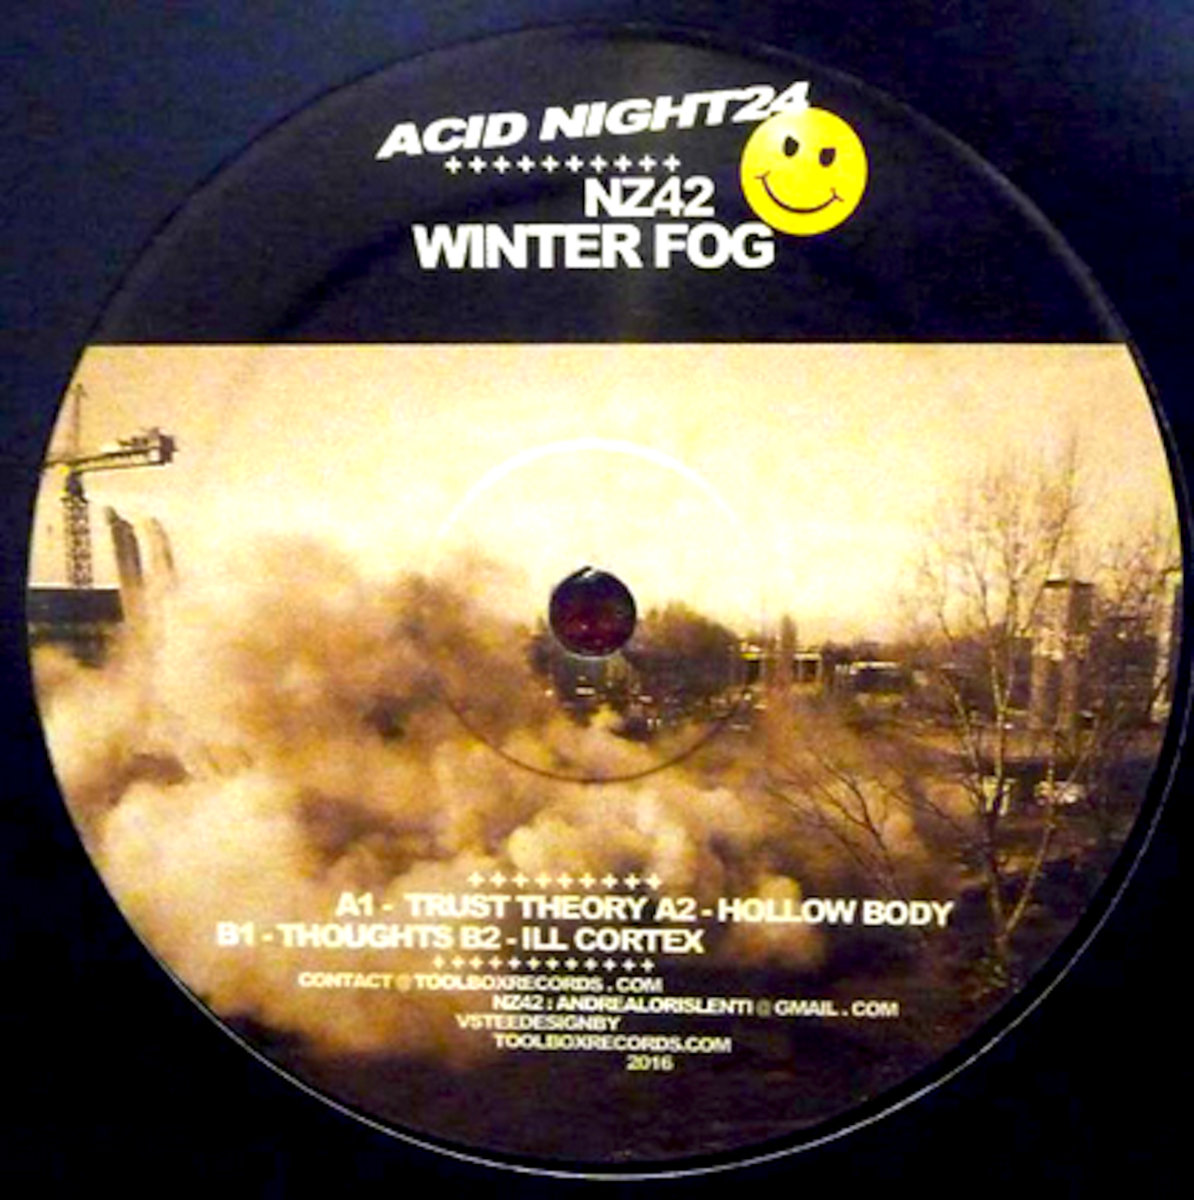 ACID NIGHT24
++++++++++
NZ42
WINTER FOG
+++++++++
A1 - TRUST THEORY A2 - HOLLOW BODY
B1 - THOUGHTS B2 - ILL CORTEX
++++++++++++
CONTACT @ TOOLBOXRECORDS . COM
NZ42 : ANDREALORISLENTI @ GMAIL . COM
VSTEEDESIGNBY
TOOLBOXRECORDS.COM
2016